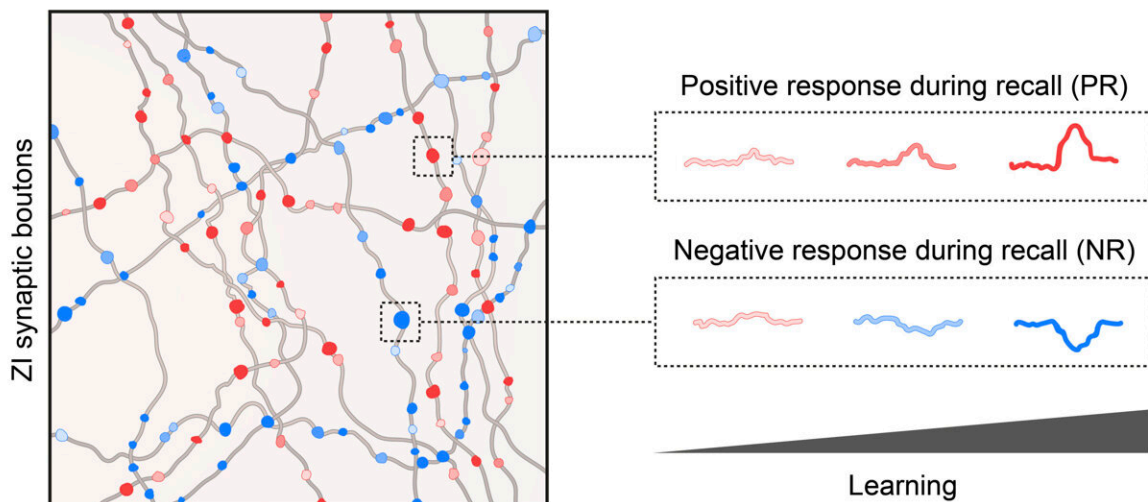 ZI synaptic boutons
Positive response during recall (PR)
Negative response during recall (NR)
Learning